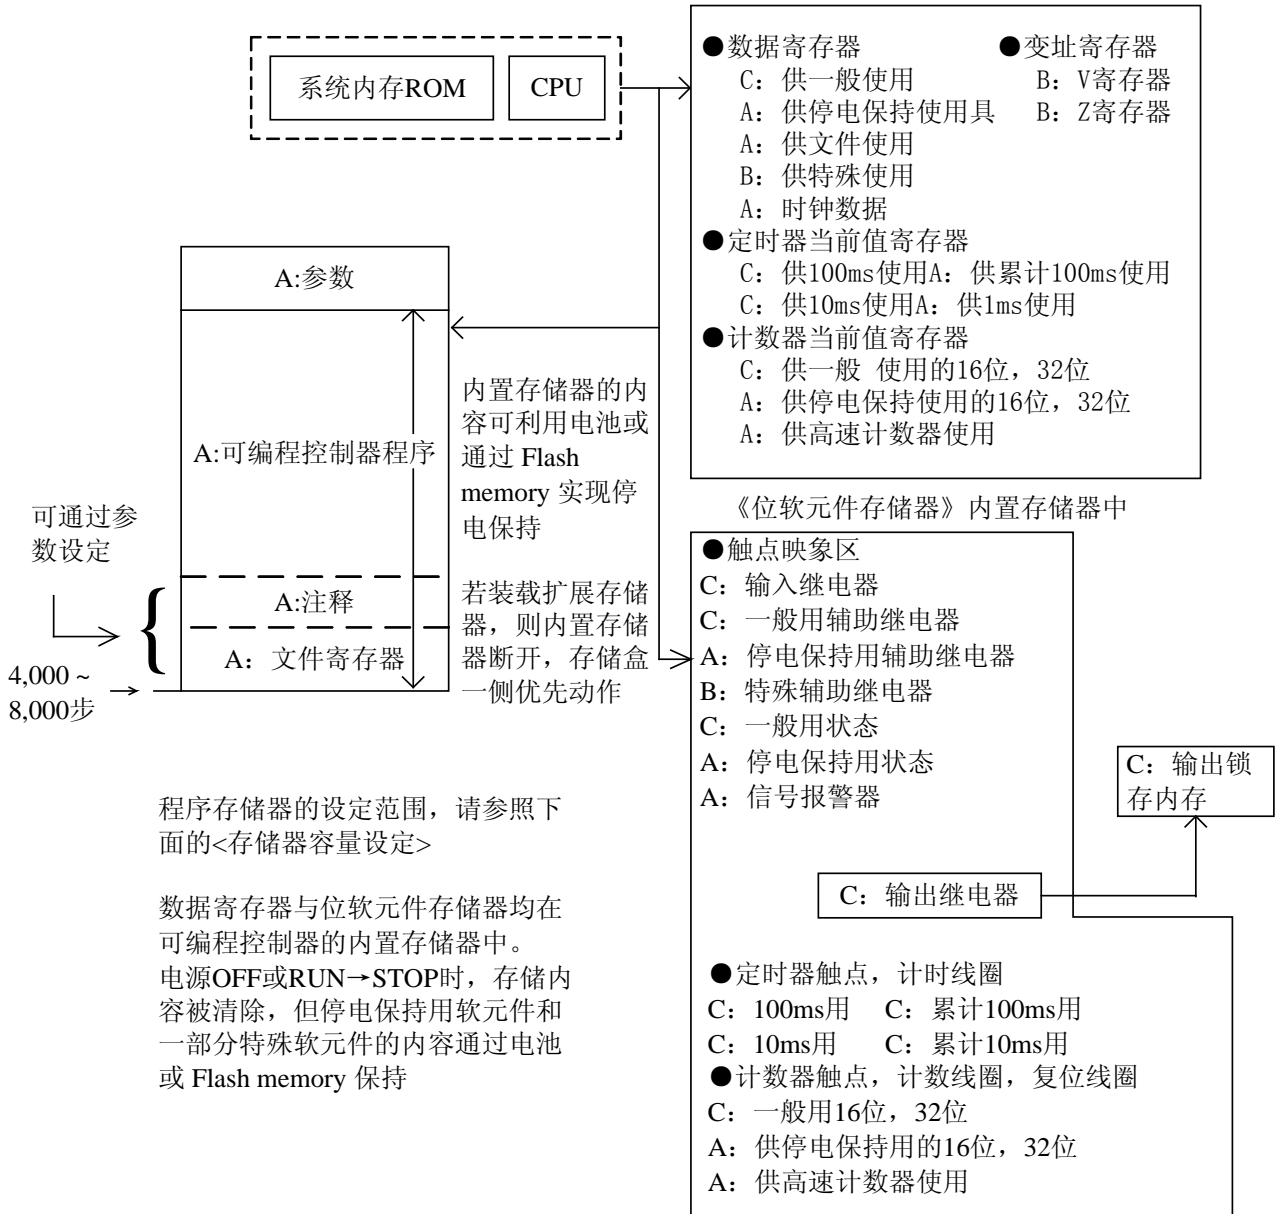 系统内存ROM
CPU
●数据寄存器
●变址寄存器
C：供一般使用
B：V寄存器
A：供停电保持使用具
B：Z寄存器
A：供文件使用
B：供特殊使用
A：时钟数据
●定时器当前值寄存器
C：供100ms使用A：供累计100ms使用
C：供10ms使用A：供1ms使用
●计数器当前值寄存器
C：供一般 使用的16位，32位
A：供停电保持使用的16位，32位
A：供高速计数器使用
A:参数
A:可编程控制器程序
A:注释
A：文件寄存器
可通过参
数设定
4,000 ~
8,000步
内置存储器的内
容可利用电池或
通过 Flash
memory 实现停
电保持
若装载扩展存储
器，则内置存储
器断开，存储盒
一侧优先动作
《位软元件存储器》内置存储器中
●触点映象区
C：输入继电器
C：一般用辅助继电器
A：停电保持用辅助继电器
B：特殊辅助继电器
C：一般用状态
A：停电保持用状态
A：信号报警器
C：输出锁
存内存
C：输出继电器
●定时器触点，计时线圈
C：100ms用 C：累计100ms用
C：10ms用 C：累计10ms用
●计数器触点，计数线圈，复位线圈
C：一般用16位，32位
A：供停电保持用的16位，32位
A：供高速计数器使用
程序存储器的设定范围，请参照下
面的<存储器容量设定>
数据寄存器与位软元件存储器均在
可编程控制器的内置存储器中。
电源OFF或RUN→STOP时，存储内
容被清除，但停电保持用软元件和
一部分特殊软元件的内容通过电池
或 Flash memory 保持